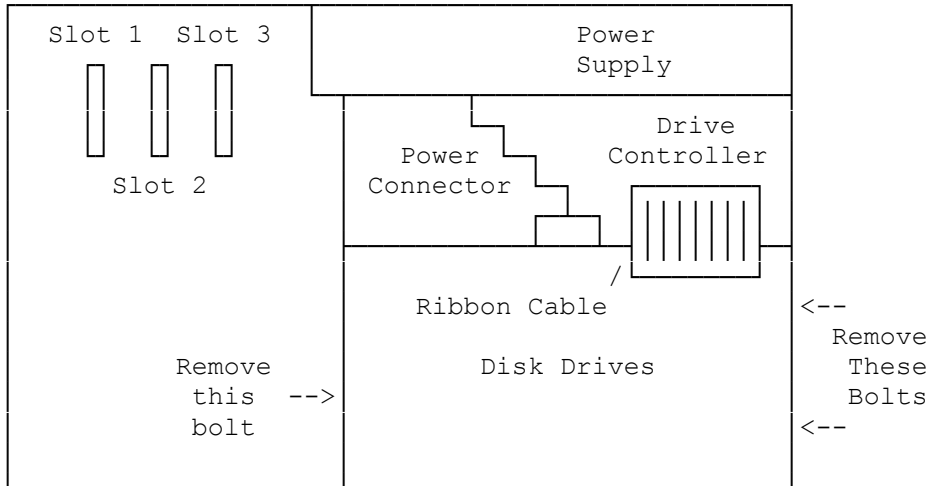 Slot 1 Slot 3
Slot 2
Power
Supply
Drive
Controller
Power
Connector
/
Ribbon Cable
<--
Remove
These
Bolts
<--
Disk Drives
Remove
this -->
bolt